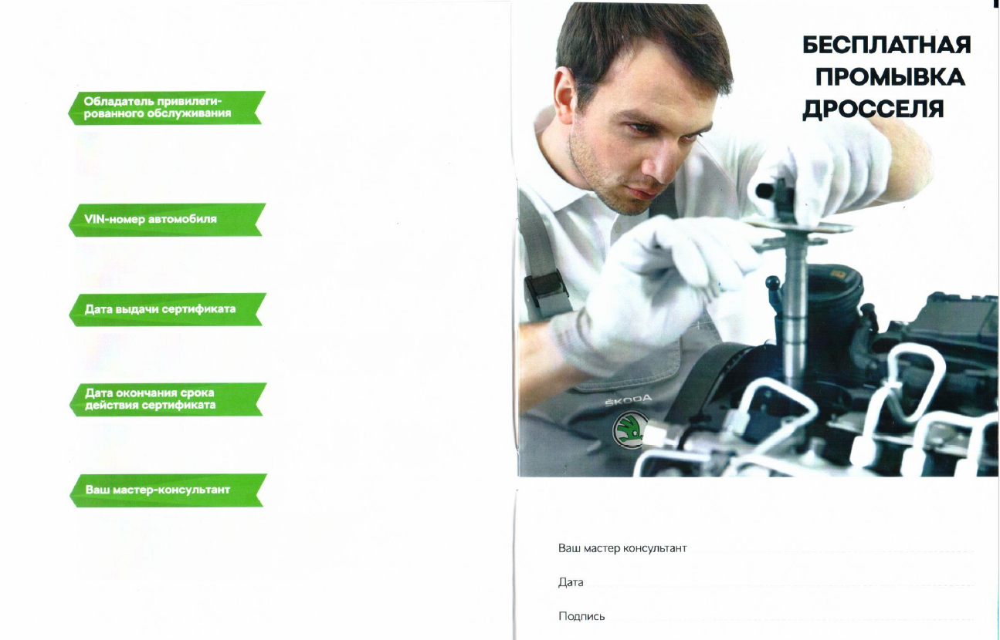 Обладатель привилеги-
рованного обслуживания
VIN-номер автомобиля
Дата выдачи сертификата
Дата окончания срока
действия сертификата
Ваш мастер-консультант
БЕСПЛАТНАЯ
ПРОМЫВКА
ДРОССЕЛЯ
ŠKODA
Ваш мастер консультант
Дата
Подпись